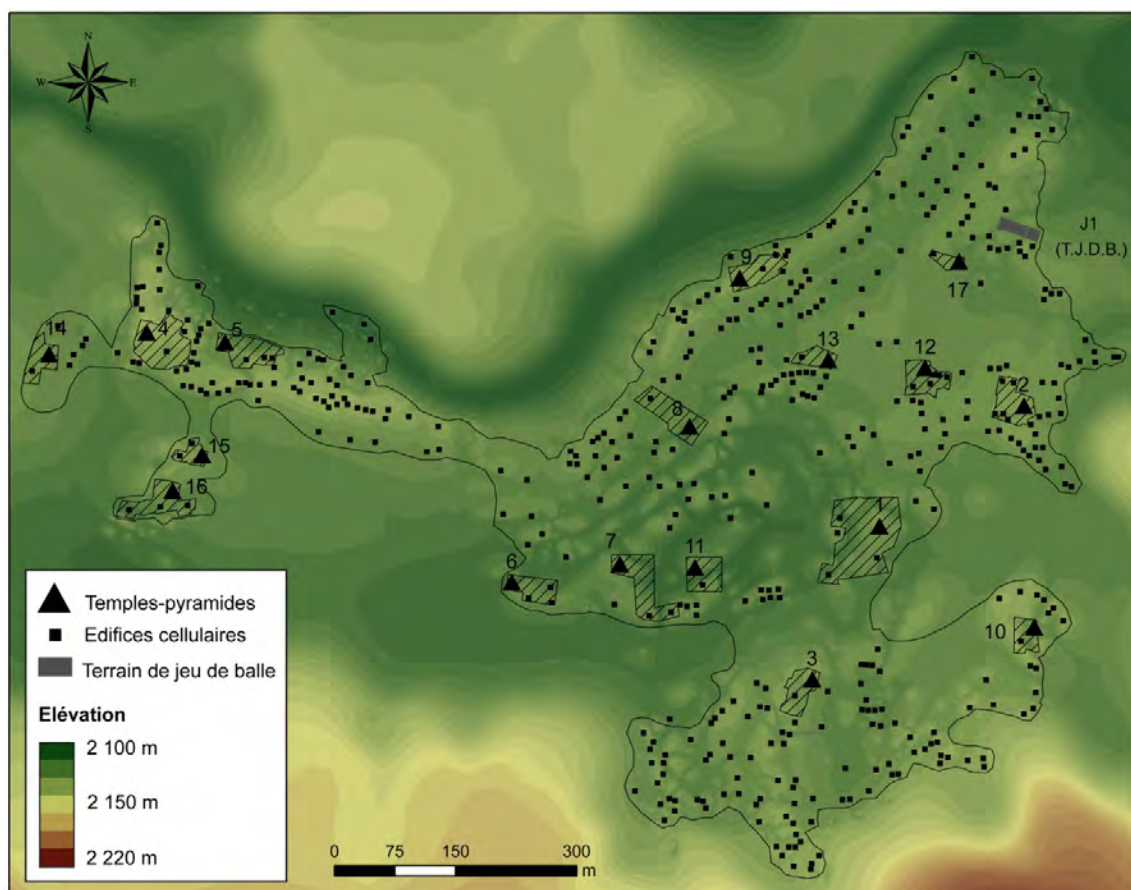 N
W E
S
J1
(T.J.D.B.)
9
17
14
4
5
13
12
2
8
15
16
1
7
11
6
10
3
Temples-pyramides
Edifices cellulaires
Terrain de jeu de balle
Elévation
2 100 m
2 150 m
2 220 m
0 75 150 300
m